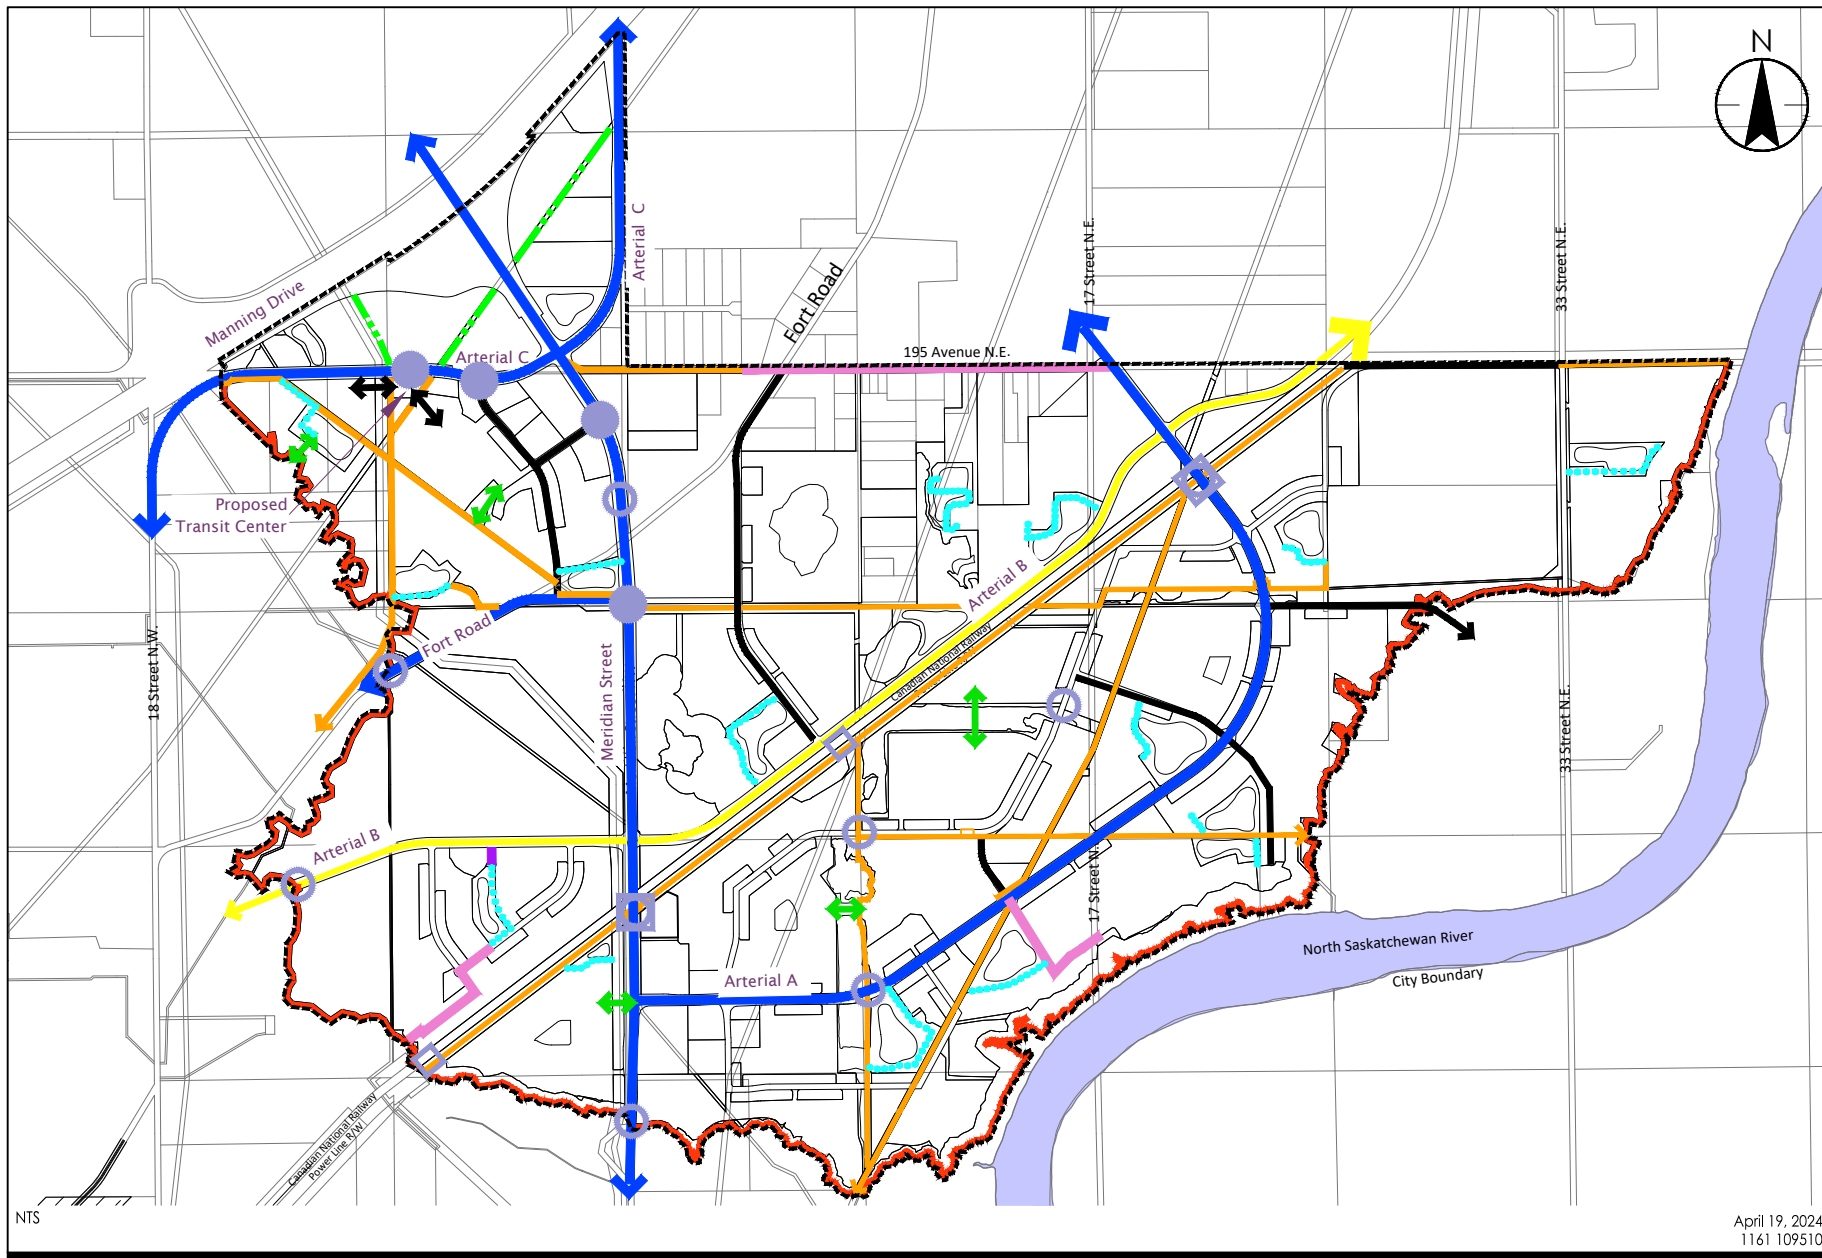 N
Arterial C
17 Street N.E.
33 Street N.E.
Fort Road
Manning Drive
195 Avenue N.E.
Arterial C
Proposed
Transit Center
Arterial B
Canadian National Railway
Fort Road
18 Street N.W.
Meridian Street
33 Street N.E.
Arterial B
17 Street N.
North Saskatchewan River
Arterial A
City Boundary
Canadian National Railway
Power Line R/W
NTS
April 19, 2024
1161 109510